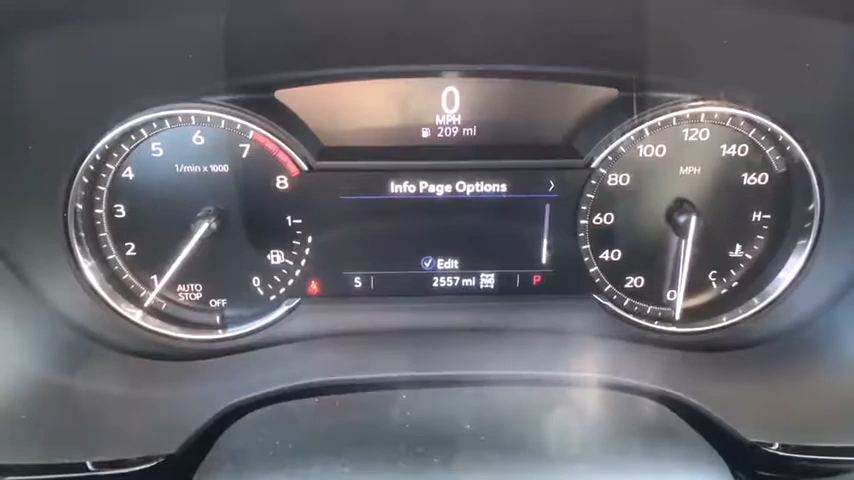 0
MPH
209 mi
1/min x 1000
1
2
3
4
5
6
7
8
AUTO
STOP
OFF
0
1
Info Page Options
Edit
S
2557 mi
P
MPH
0
20
40
60
80
100
120
140
160
H
C